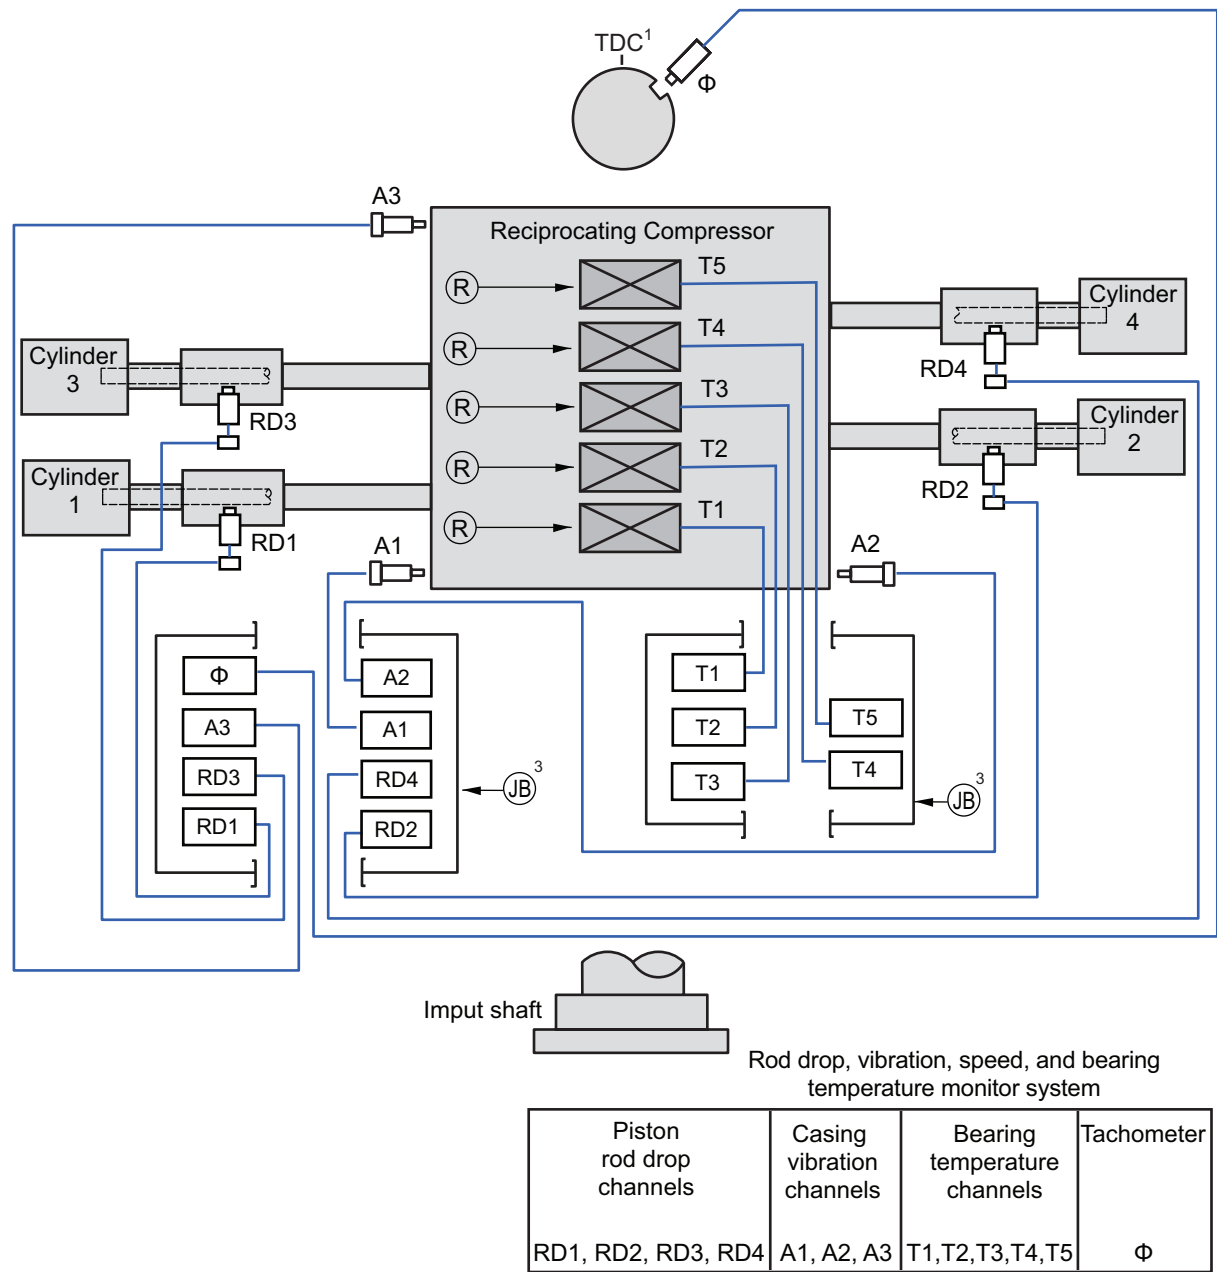 TDC1
Φ
A3
Reciprocating Compressor
T5
R
Cylinder
4
T4
R
RD4
Cylinder
3
T3
R
RD3
Cylinder
2
T2
R
RD2
Cylinder
1
T1
R
RD1
A1
A2
Φ
A3
RD3
RD1
A2
A1
RD4
RD2
JB3
T1
T2
T3
T5
T4
JB3
Imput shaft
Rod drop, vibration, speed, and bearing
temperature monitor system
Piston
rod drop
channels
RD1, RD2, RD3, RD4
Casing
vibration
channels
A1, A2, A3
Bearing
temperature
channels
T1,T2,T3,T4,T5
Tachometer
Φ